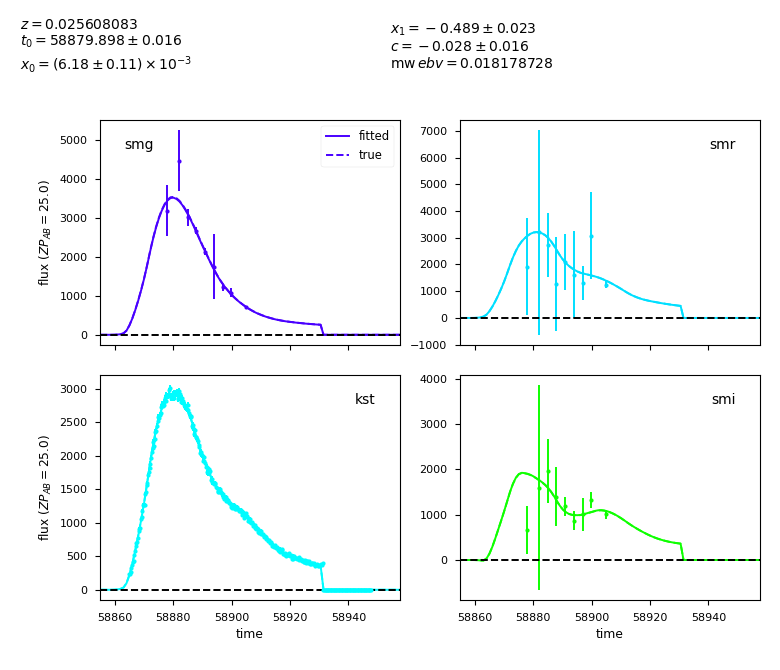 z = 0.025608083
t₀ = 58879.898 ± 0.016
x₀ = (6.18 ± 0.11) × 10⁻³
x₁ = −0.489 ± 0.023
c = −0.028 ± 0.016
mw ebv = 0.018178728
smg
fitted
true
flux (ZP_AB = 25.0)
5000
4000
3000
2000
1000
0
smr
7000
6000
5000
4000
3000
2000
1000
0
−1000
kst
flux (ZP_AB = 25.0)
3000
2500
2000
1500
1000
500
0
58860 58880 58900 58920 58940
time
smi
4000
3000
2000
1000
0
58860 58880 58900 58920 58940
time